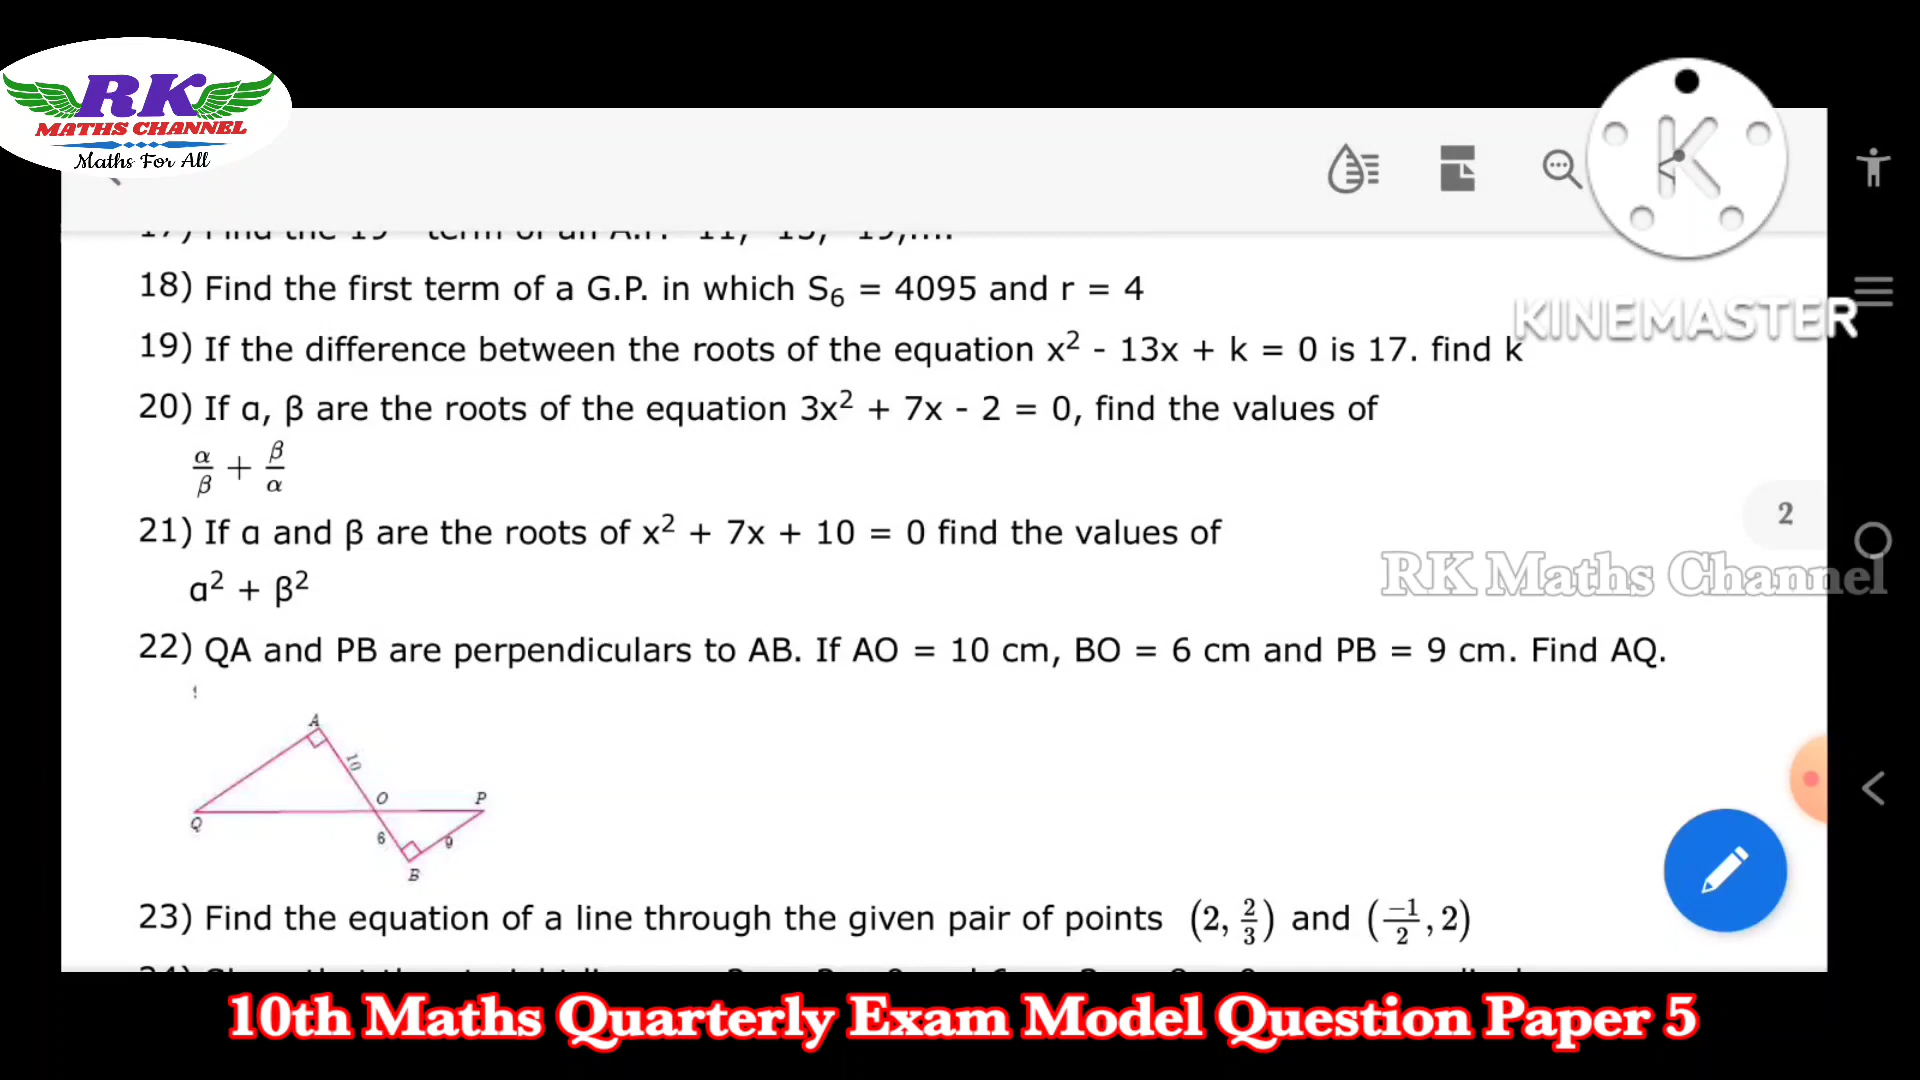 RK
MATHS CHANNEL
Maths For All
K
KINEMASTER
18) Find the first term of a G.P. in which S₆ = 4095 and r = 4
19) If the difference between the roots of the equation x² - 13x + k = 0 is 17. find k
20) If α, β are the roots of the equation 3x² + 7x - 2 = 0, find the values of
α/β + β/α
21) If α and β are the roots of x² + 7x + 10 = 0 find the values of
α² + β²
2
RK Maths Channel
22) QA and PB are perpendiculars to AB. If AO = 10 cm, BO = 6 cm and PB = 9 cm. Find AQ.
A
10
O
P
Q
6
9
B
23) Find the equation of a line through the given pair of points (2, 2/3) and (-1/2, 2)
10th Maths Quarterly Exam Model Question Paper 5